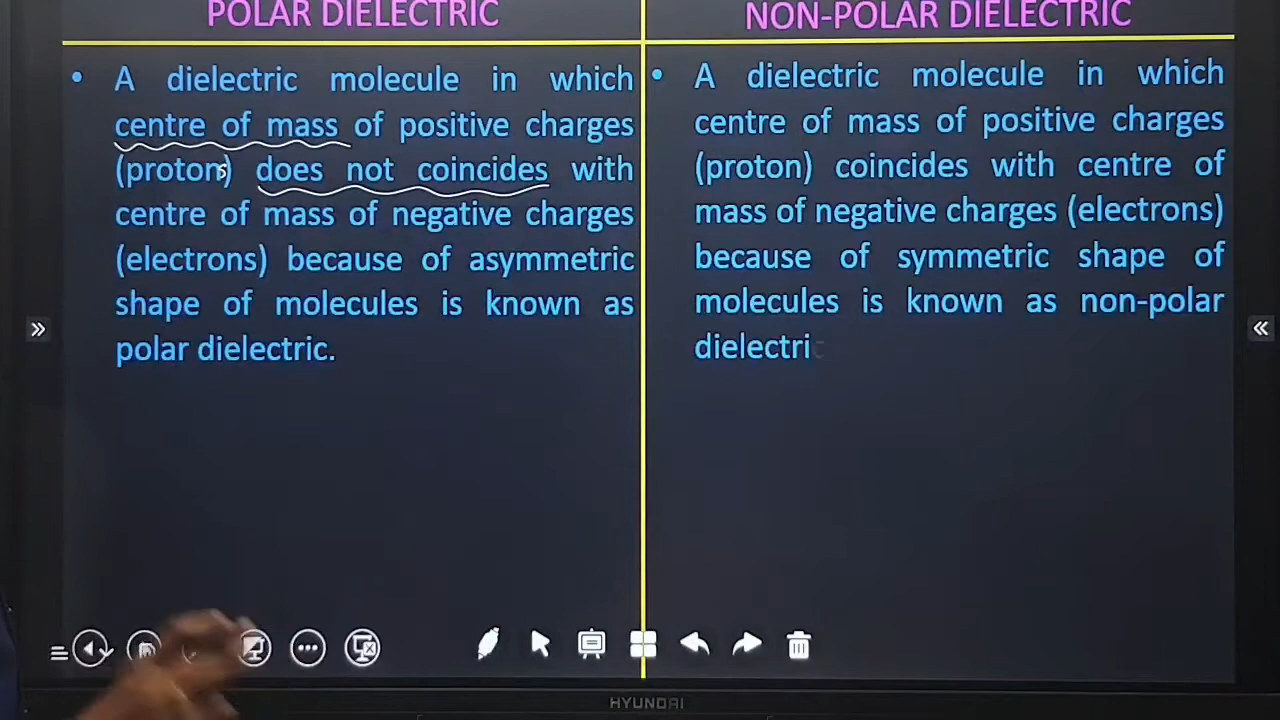 POLAR DIELECTRIC
• A dielectric molecule in which
centre of mass of positive charges
(protons) does not coincides with
centre of mass of negative charges
(electrons) because of asymmetric
shape of molecules is known as
polar dielectric.
NON-POLAR DIELECTRIC
• A dielectric molecule in which
centre of mass of positive charges
(proton) coincides with centre of
mass of negative charges (electrons)
because of symmetric shape of
molecules is known as non-polar
dielectric
HYUNDAI